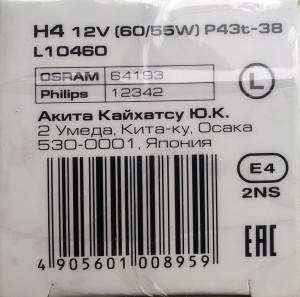 H4 12V (60/55W) P43t-38
L10460
OSRAM 64193
Philips 12342
L
Акита Кайхатсу Ю.К.
2 Умеда, Кита-ку, Осака
530-0001, Япония
E4
2NS
EAC
4 905601 008959